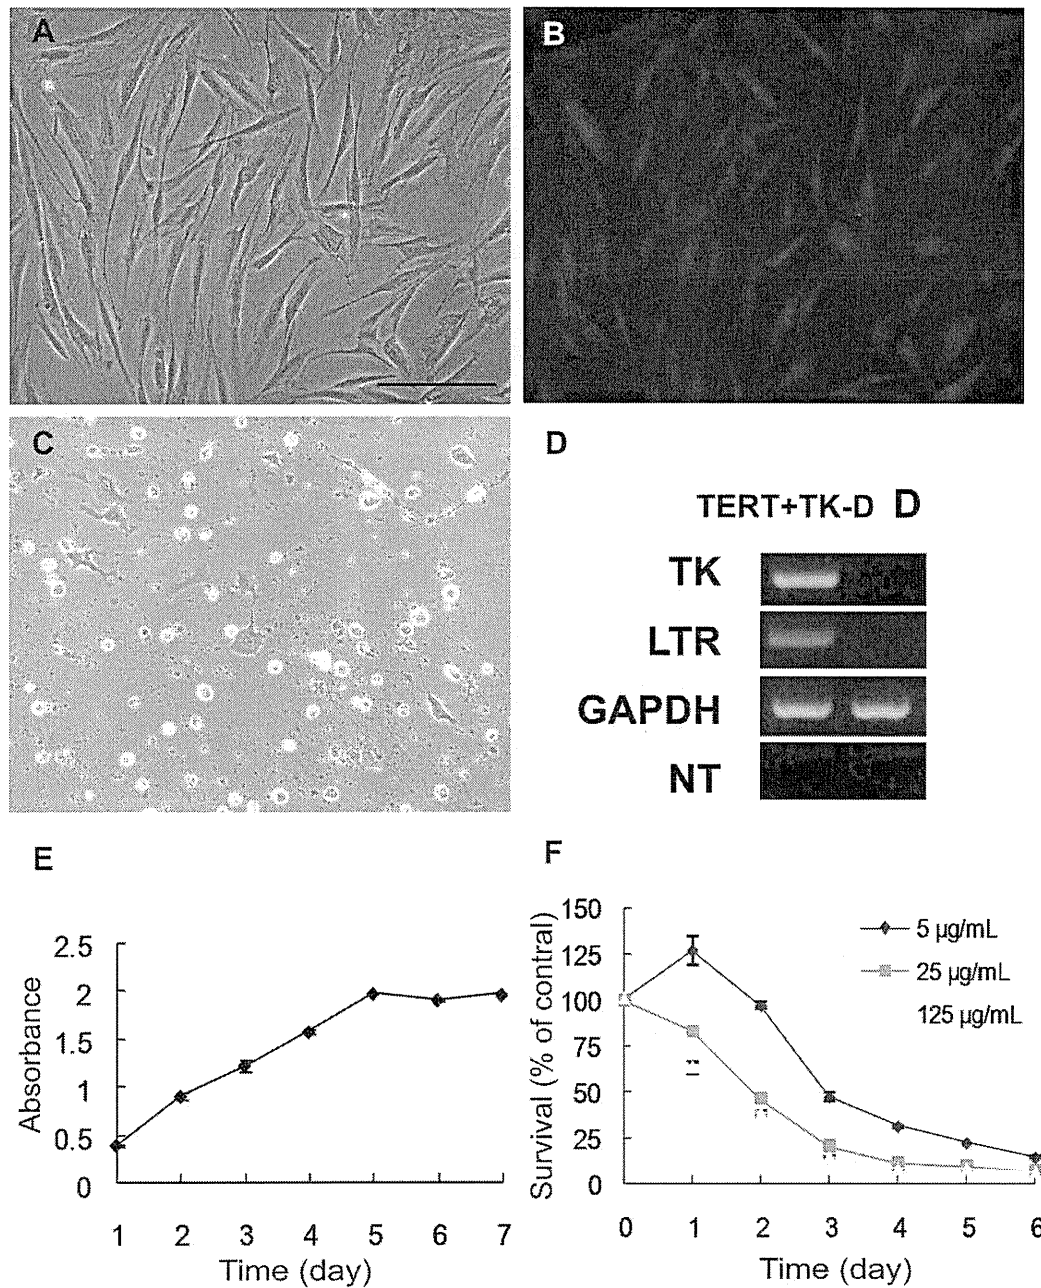 A
B
C
D
TERT+TK-D D
TK
LTR
GAPDH
NT
E
2.5
2
1.5
1
0.5
0
Absorbance
1 2 3 4 5 6 7
Time (day)
F
150
125
100
75
50
25
0
Survival (% of contral)
5 µg/mL
25 µg/mL
125 µg/mL
0 1 2 3 4 5 6
Time (day)